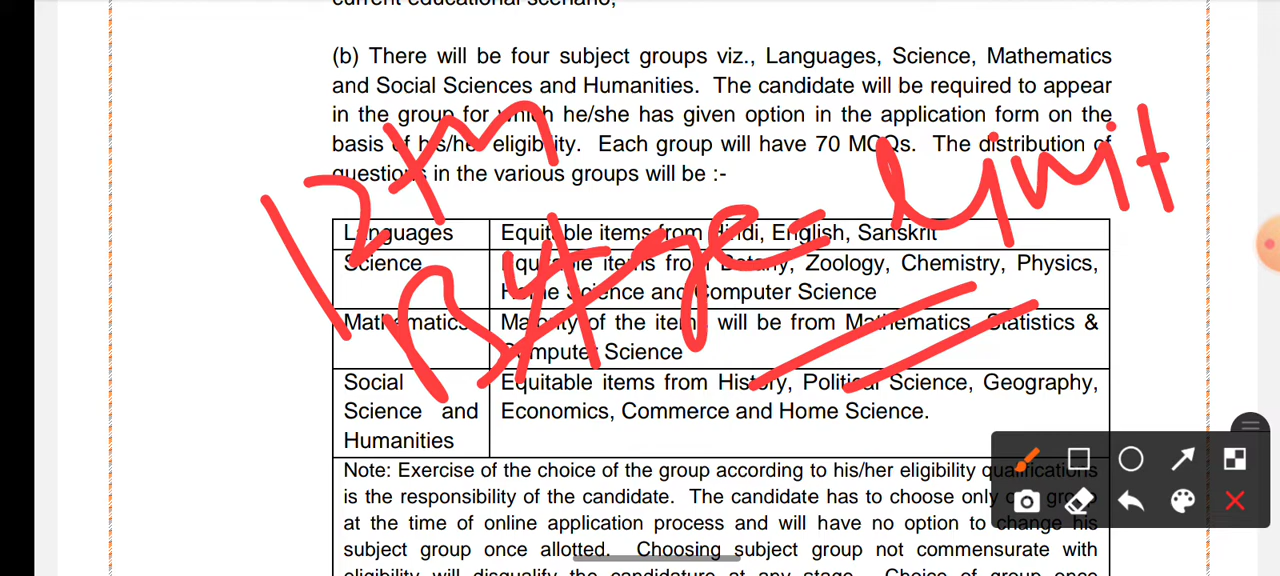 (b) There will be four subject groups viz., Languages, Science, Mathematics
and Social Sciences and Humanities. The candidate will be required to appear
in the group for which he/she has given option in the application form on the
basis of his/her eligibility. Each group will have 70 MCQs. The distribution of
questions in the various groups will be :-
Languages Equitable items from Hindi, English, Sanskrit
Science Equitable items from Botany, Zoology, Chemistry, Physics,
Home Science and Computer Science
Mathematics Majority of the items will be from Mathematics, Statistics &
Computer Science
Social Equitable items from History, Political Science, Geography,
Science and Economics, Commerce and Home Science.
Humanities
Age limit
Note: Exercise of the choice of the group according to his/her eligibility qualifications
is the responsibility of the candidate. The candidate has to choose only group
at the time of online application process and will have no option to change his
subject group once allotted. Choosing subject group not commensurate with